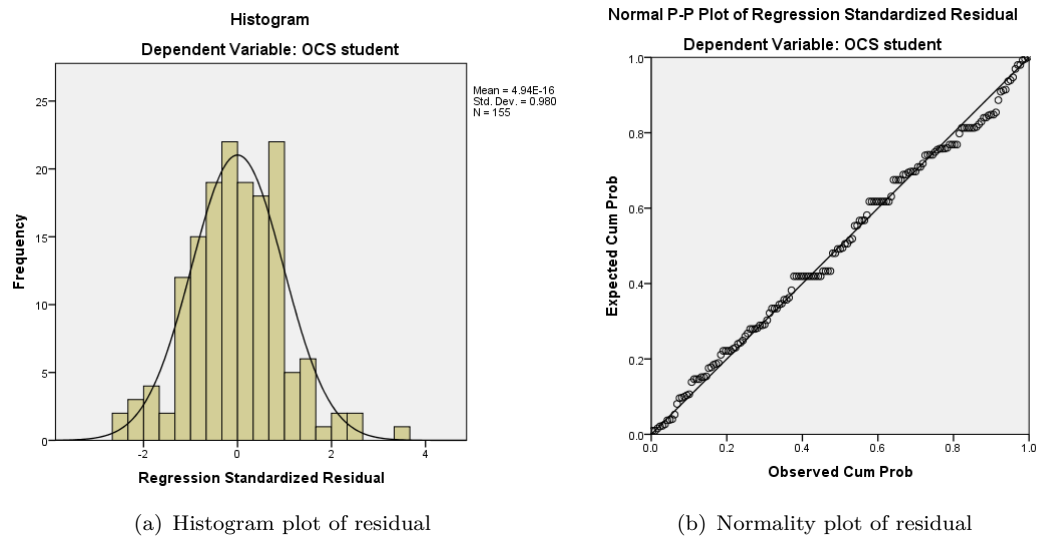 Histogram
Dependent Variable: OCS student
Mean = 4.94E-16
Std. Dev. = 0.980
N = 155
Frequency
25
20
15
10
5
0
-2
0
2
4
Regression Standardized Residual
(a) Histogram plot of residual
Normal P-P Plot of Regression Standardized Residual
Dependent Variable: OCS student
Expected Cum Prob
1.0
0.8
0.6
0.4
0.2
0.0
0.0
0.2
0.4
0.6
0.8
1.0
Observed Cum Prob
(b) Normality plot of residual